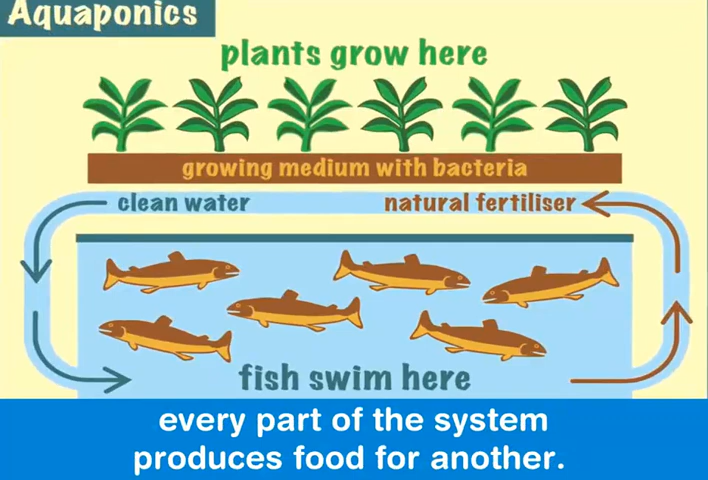 Aquaponics
plants grow here
growing medium with bacteria
clean water
natural fertiliser
fish swim here
every part of the system
produces food for another.